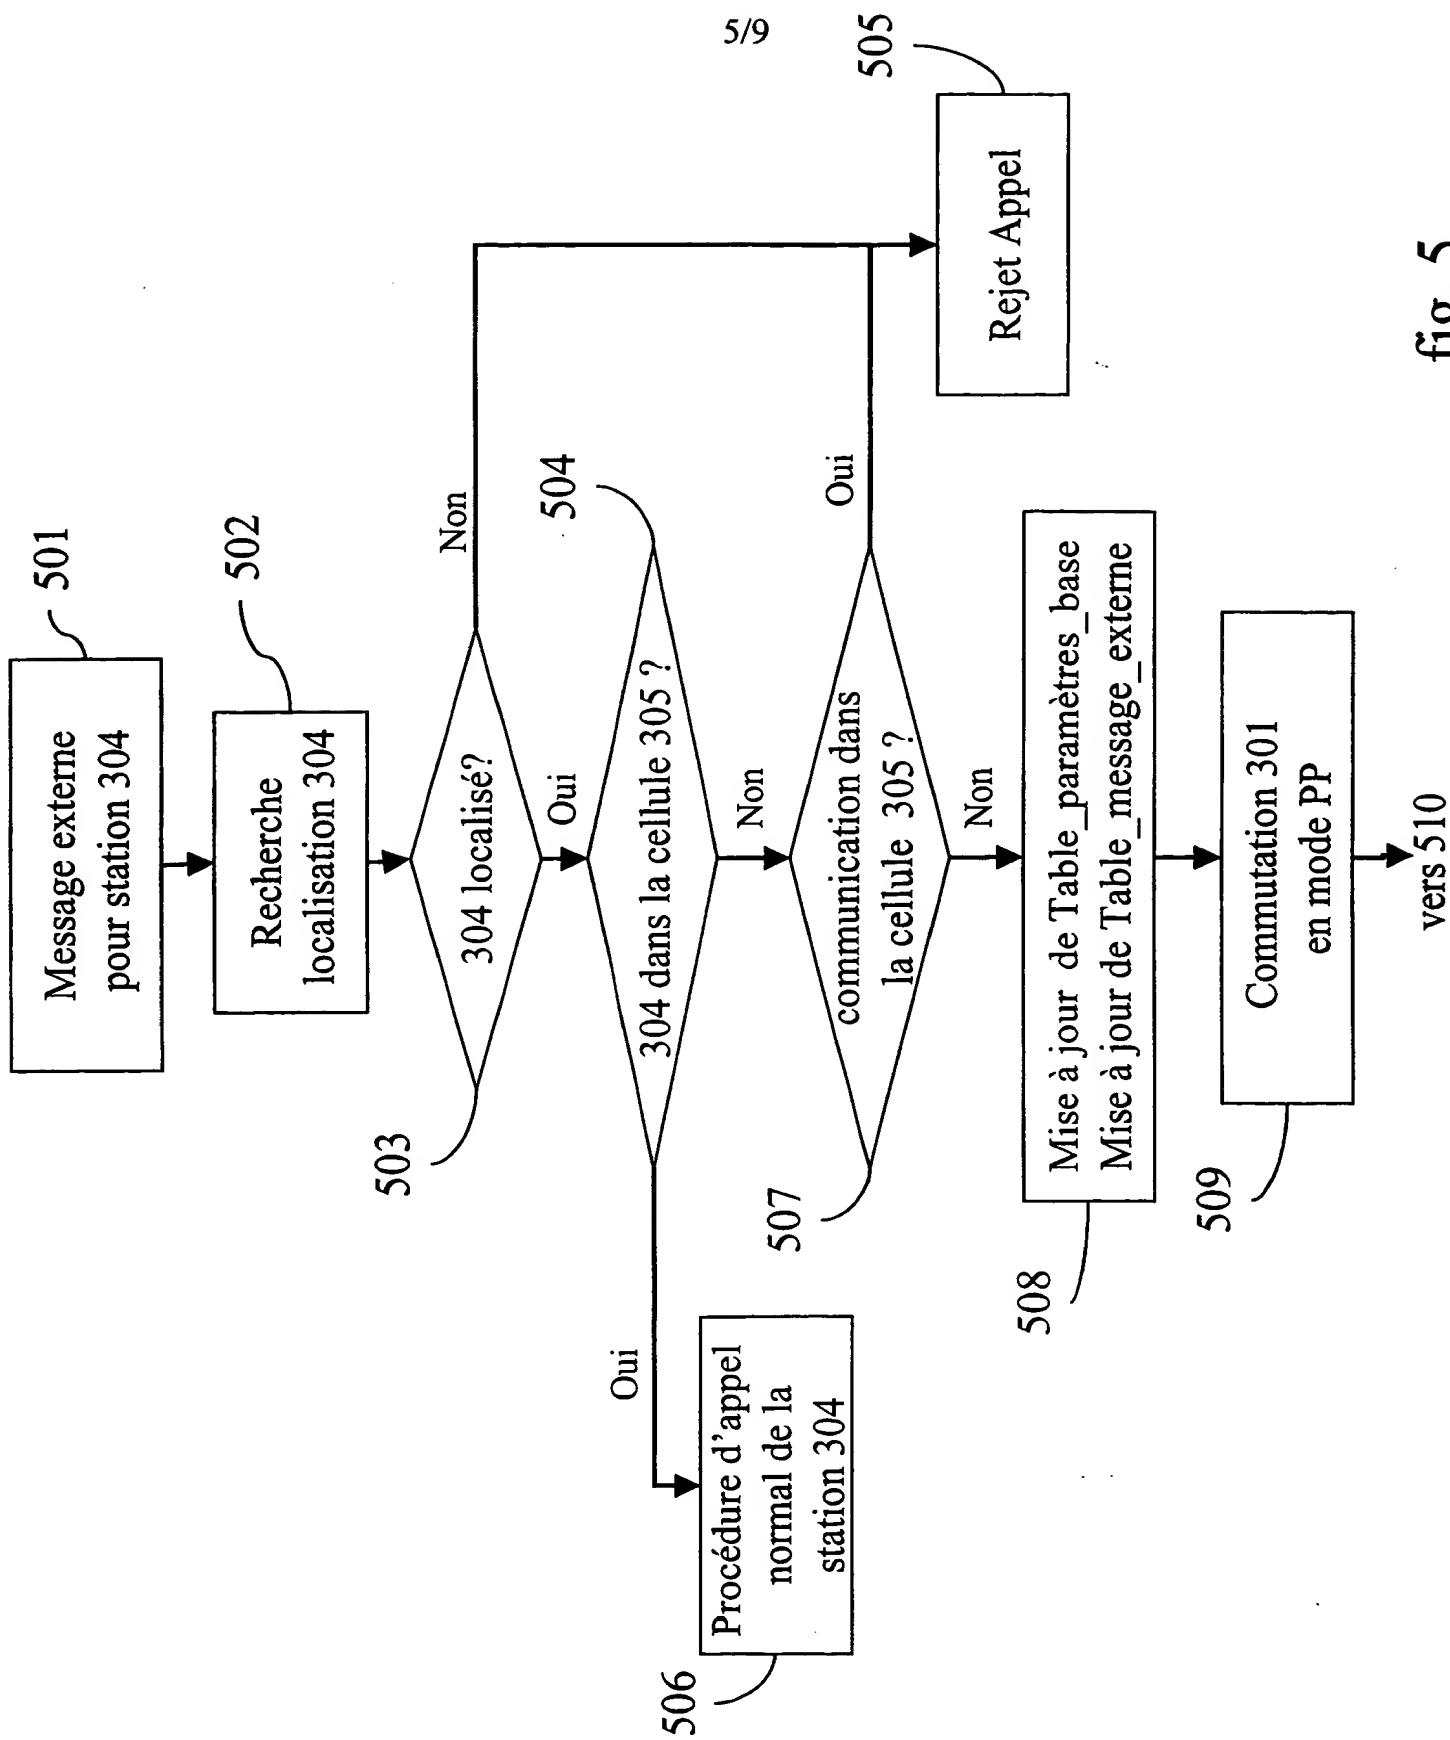 5/9
501
Message externe
pour station 304
502
Recherche
localisation 304
503
304 localisé?
Non
Oui
504
304 dans la cellule 305 ?
Oui
Non
505
Rejet Appel
506
Procédure d'appel
normal de la
station 304
507
communication dans
la cellule 305 ?
Oui
Non
508
Mise à jour de Table_paramètres_base
Mise à jour de Table_message_externe
509
Commutation 301
en mode PP
vers 510
fig. 5